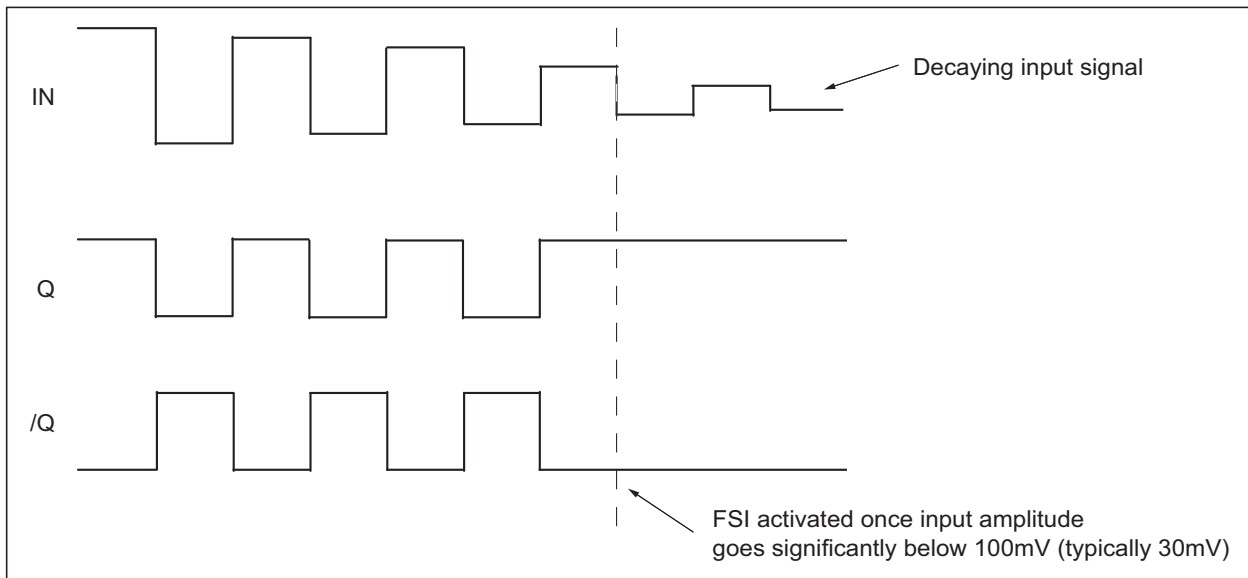 IN
Decaying input signal
Q
/Q
FSI activated once input amplitude
goes significantly below 100mV (typically 30mV)